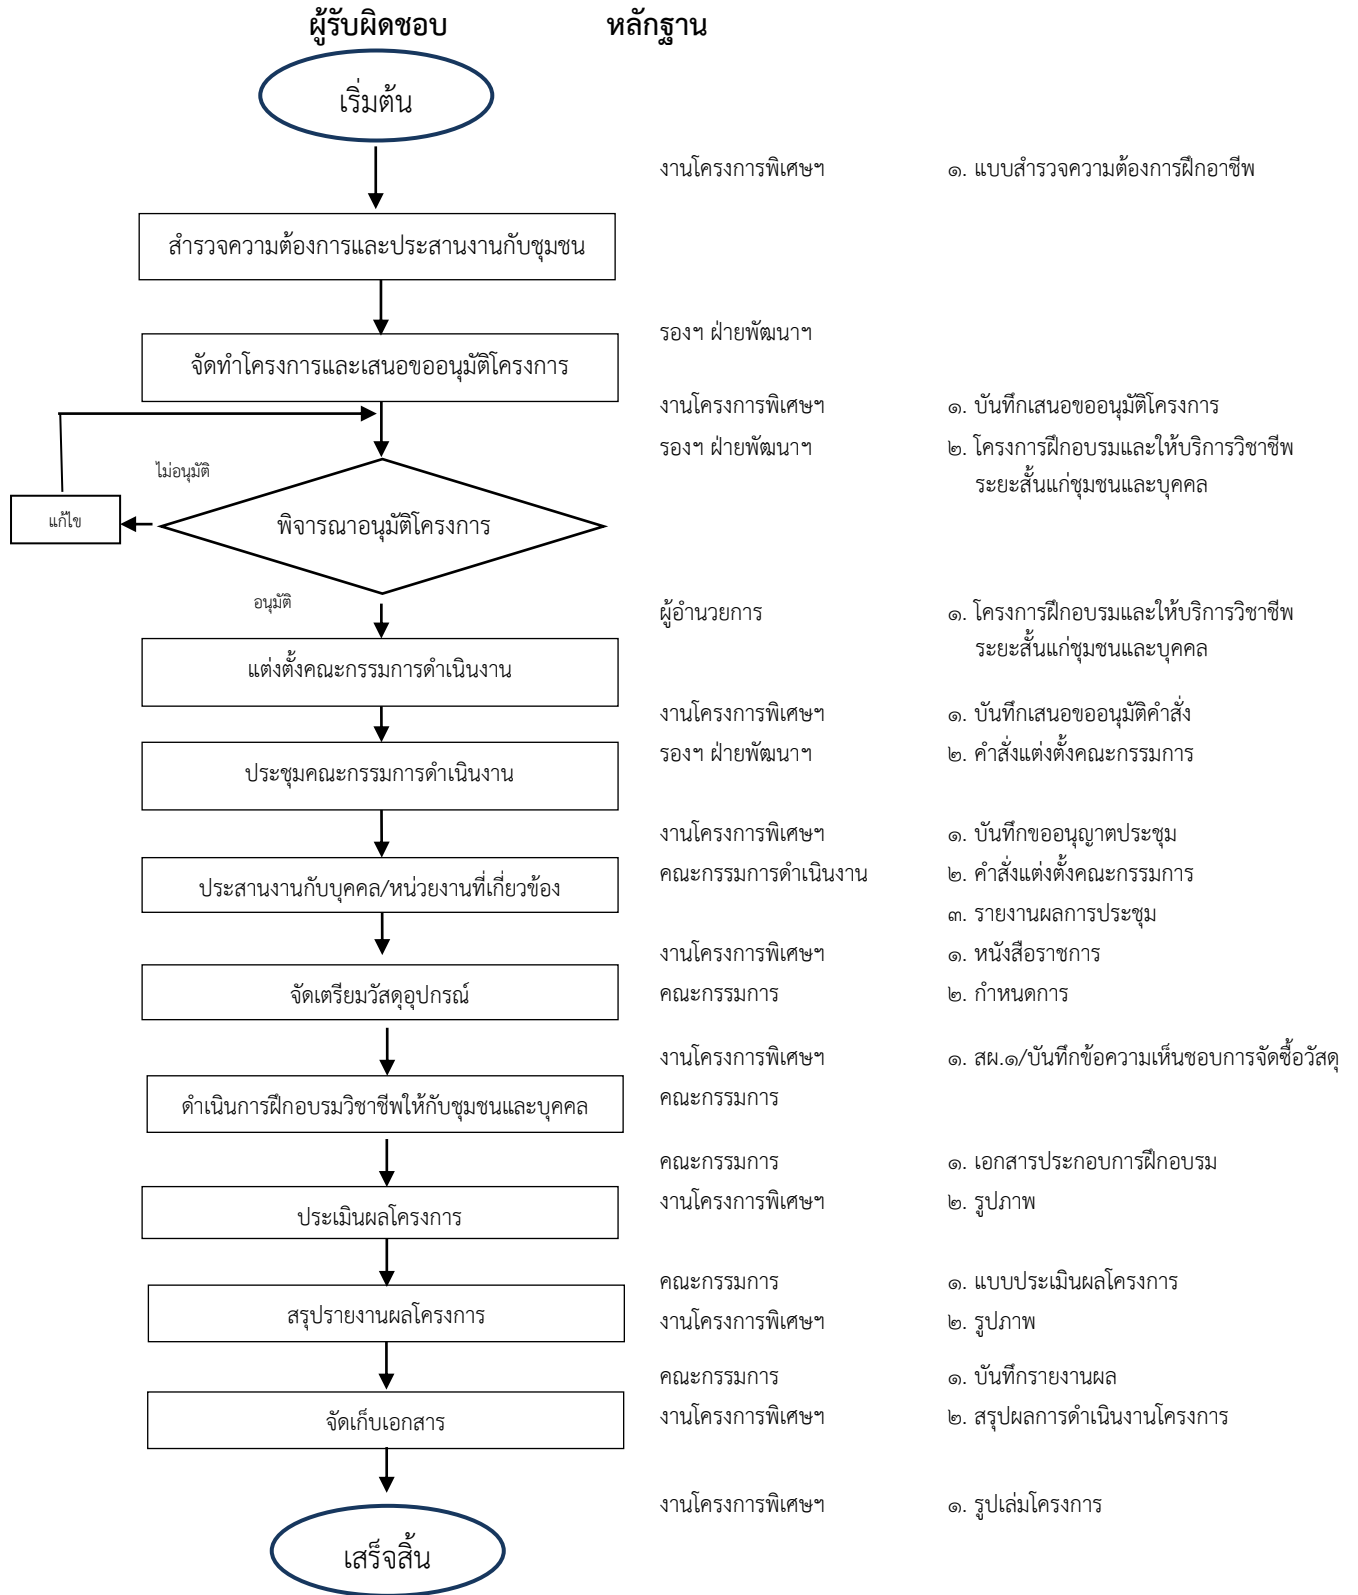 ผู้รับผิดชอบ หลักฐาน
เริ่มต้น
งานโครงการพิเศษฯ ๑. แบบสำรวจความต้องการฝึกอาชีพ
สำรวจความต้องการและประสานงานกับชุมชน
รองฯ ฝ่ายพัฒนาฯ
จัดทำโครงการและเสนอขออนุมัติโครงการ
งานโครงการพิเศษฯ ๑. บันทึกเสนอขออนุมัติโครงการ
รองฯ ฝ่ายพัฒนาฯ ๒. โครงการฝึกอบรมและให้บริการวิชาชีพ
ไม่อนุมัติ
ระยะสั้นแก่ชุมชนและบุคคล
แก้ไข
พิจารณาอนุมัติโครงการ
อนุมัติ
ผู้อำนวยการ ๑. โครงการฝึกอบรมและให้บริการวิชาชีพ
ระยะสั้นแก่ชุมชนและบุคคล
แต่งตั้งคณะกรรมการดำเนินงาน
งานโครงการพิเศษฯ ๑. บันทึกเสนอขออนุมัติคำสั่ง
รองฯ ฝ่ายพัฒนาฯ ๒. คำสั่งแต่งตั้งคณะกรรมการ
ประชุมคณะกรรมการดำเนินงาน
งานโครงการพิเศษฯ ๑. บันทึกขออนุญาตประชุม
คณะกรรมการดำเนินงาน ๒. คำสั่งแต่งตั้งคณะกรรมการ
ประสานงานกับบุคคล/หน่วยงานที่เกี่ยวข้อง
๓. รายงานผลการประชุม
งานโครงการพิเศษฯ ๑. หนังสือราชการ
จัดเตรียมวัสดุอุปกรณ์
คณะกรรมการ ๒. กำหนดการ
งานโครงการพิเศษฯ ๑. สผ.๑/บันทึกข้อความเห็นชอบการจัดซื้อวัสดุ
คณะกรรมการ
ดำเนินการฝึกอบรมวิชาชีพให้กับชุมชนและบุคคล
คณะกรรมการ ๑. เอกสารประกอบการฝึกอบรม
งานโครงการพิเศษฯ ๒. รูปภาพ
ประเมินผลโครงการ
คณะกรรมการ ๑. แบบประเมินผลโครงการ
สรุปรายงานผลโครงการ
งานโครงการพิเศษฯ ๒. รูปภาพ
คณะกรรมการ ๑. บันทึกรายงานผล
จัดเก็บเอกสาร
งานโครงการพิเศษฯ ๒. สรุปผลการดำเนินงานโครงการ
งานโครงการพิเศษฯ ๑. รูปเล่มโครงการ
เสร็จสิ้น